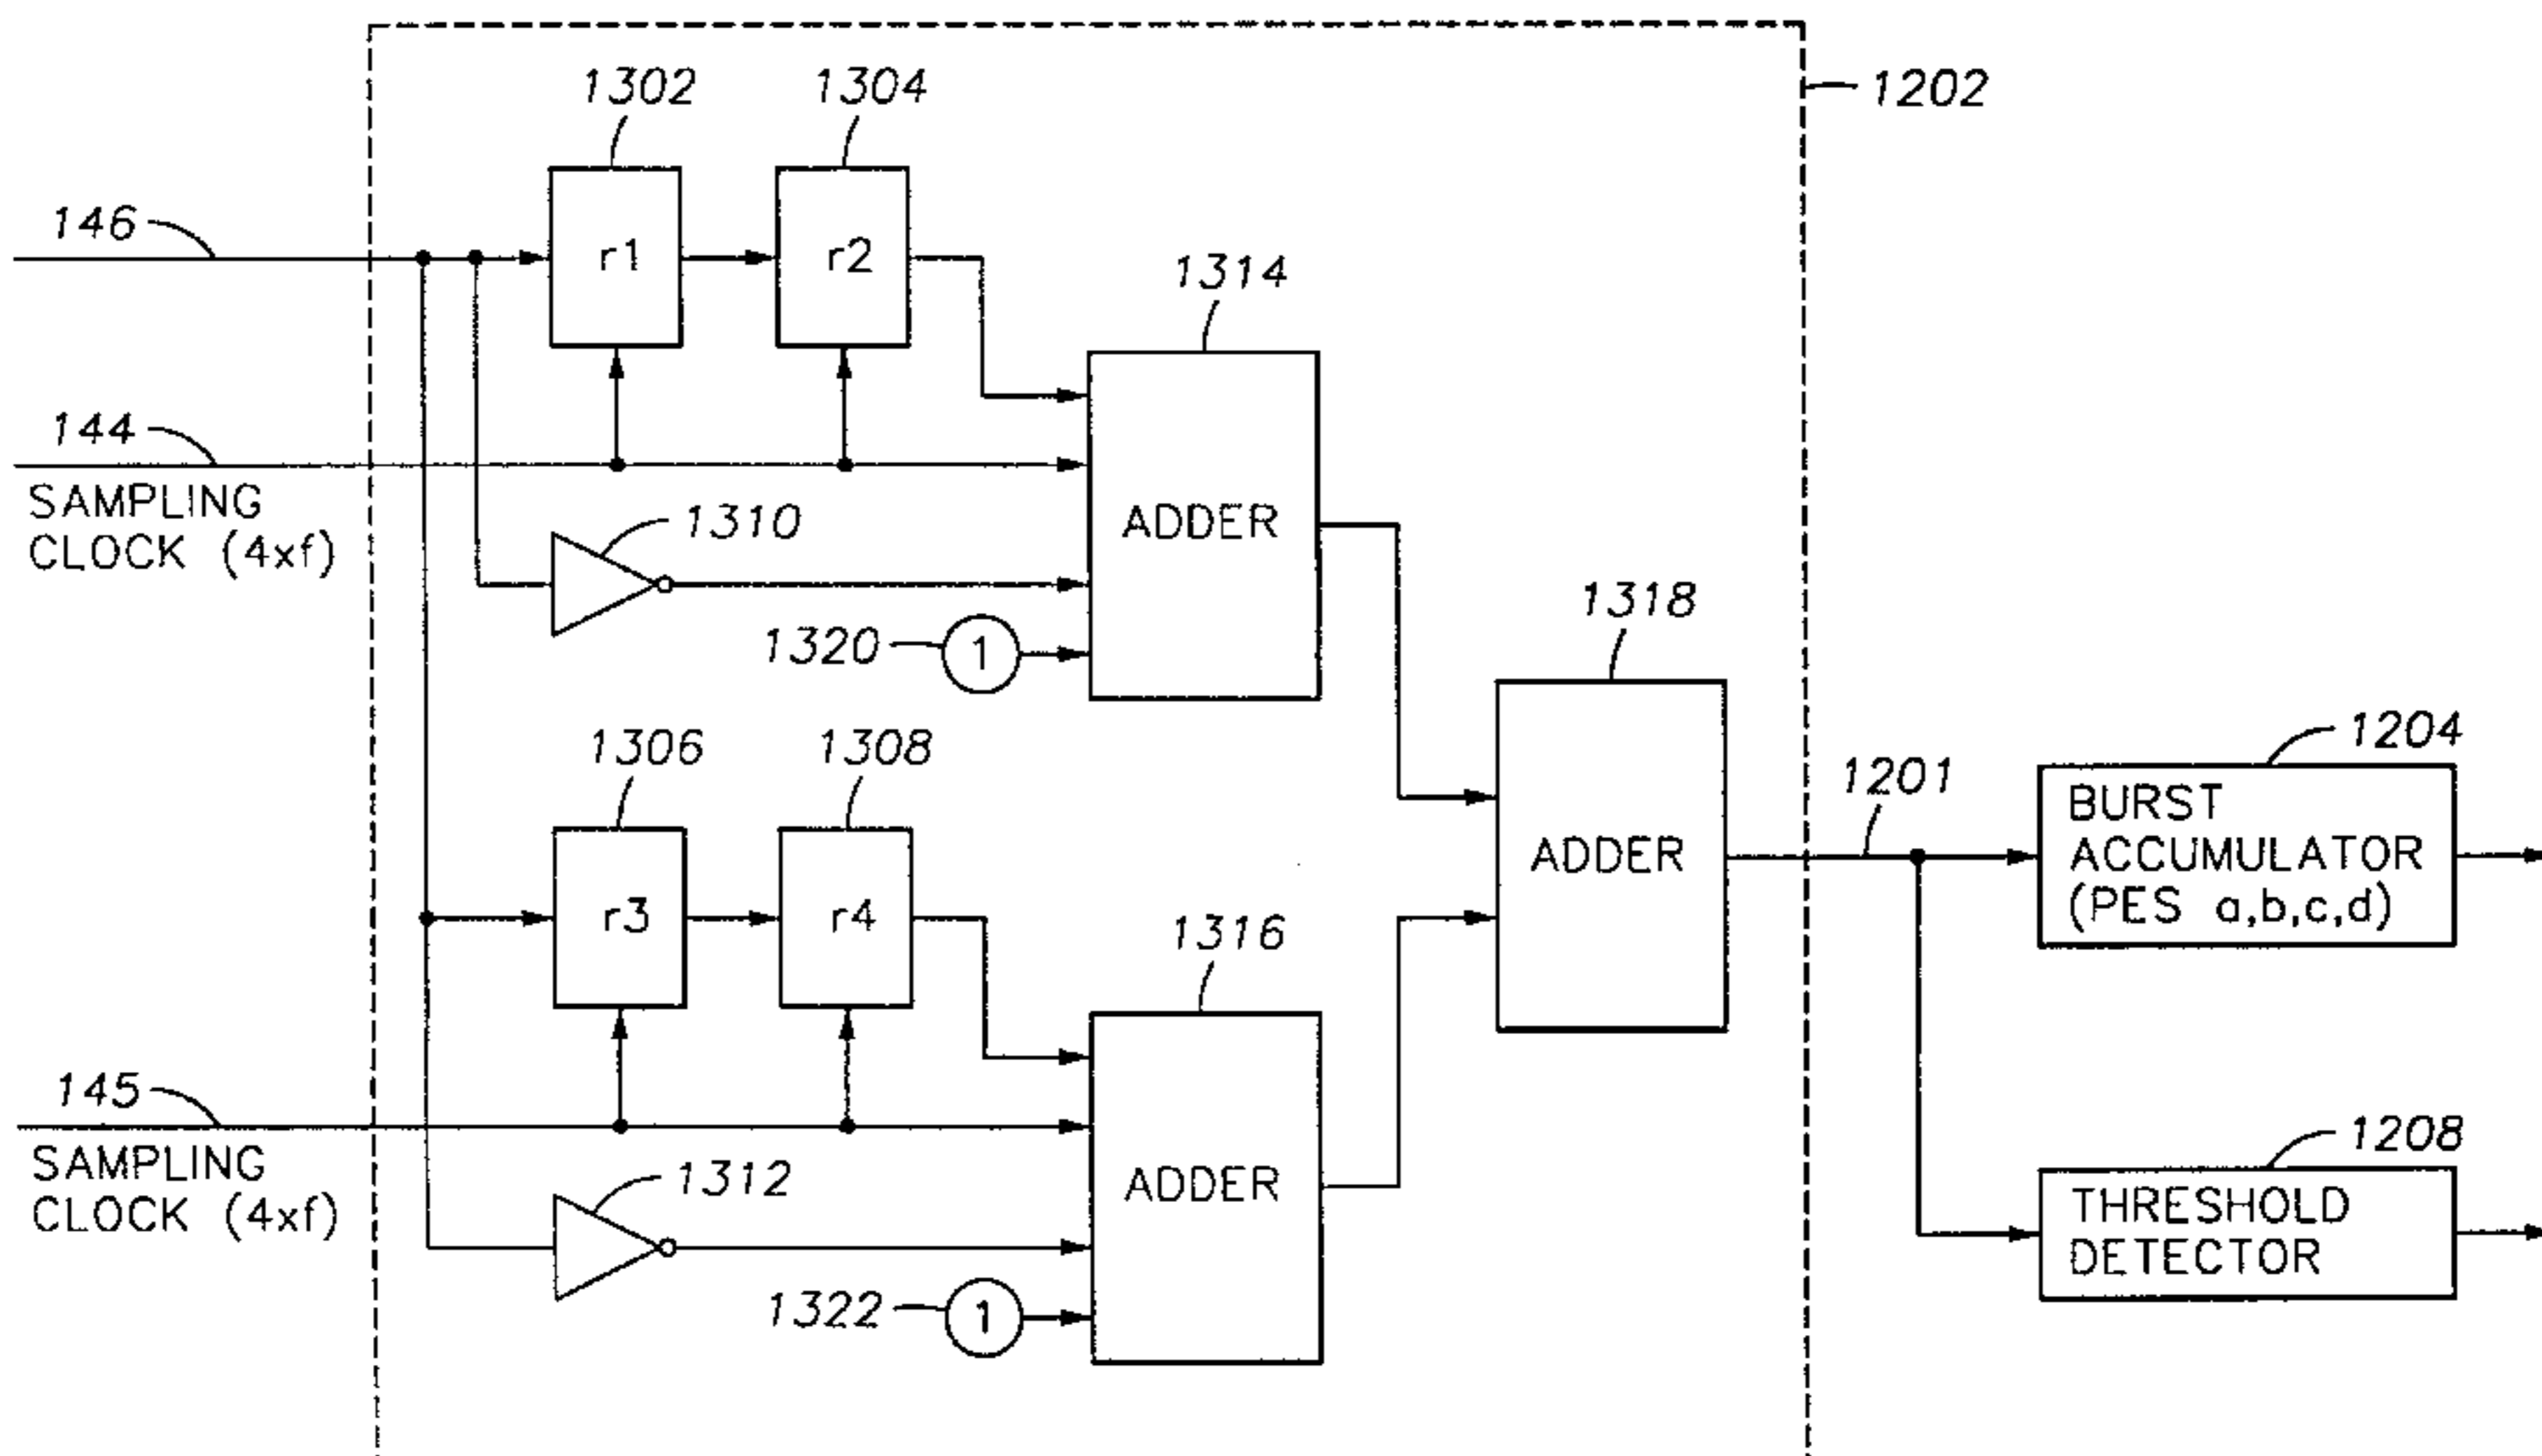 1302
1304
1202
146
r1
r2
1314
144
SAMPLING
CLOCK (4xf)
1310
ADDER
1320
1
1318
1306
1308
1204
1201
BURST
ACCUMULATOR
(PES a,b,c,d)
ADDER
r3
r4
1316
145
SAMPLING
CLOCK (4xf)
1312
ADDER
1208
THRESHOLD
DETECTOR
1322
1